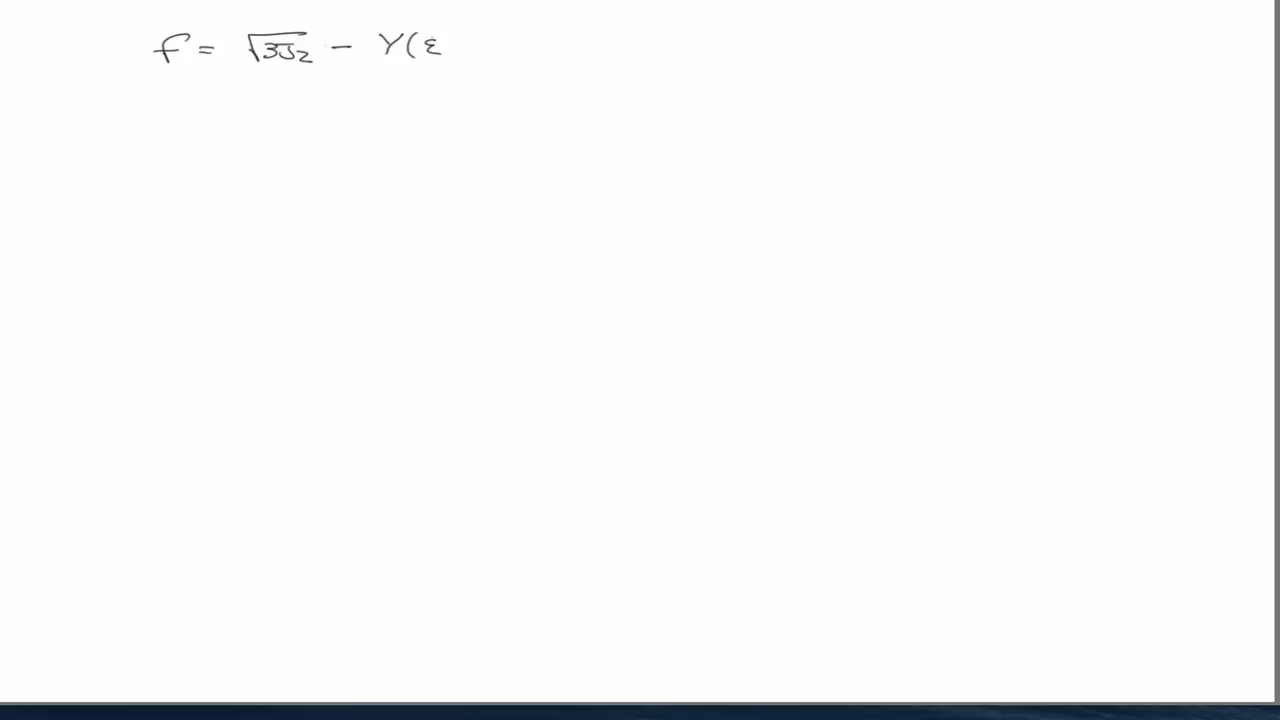 f = √3J₂ - Y(ε